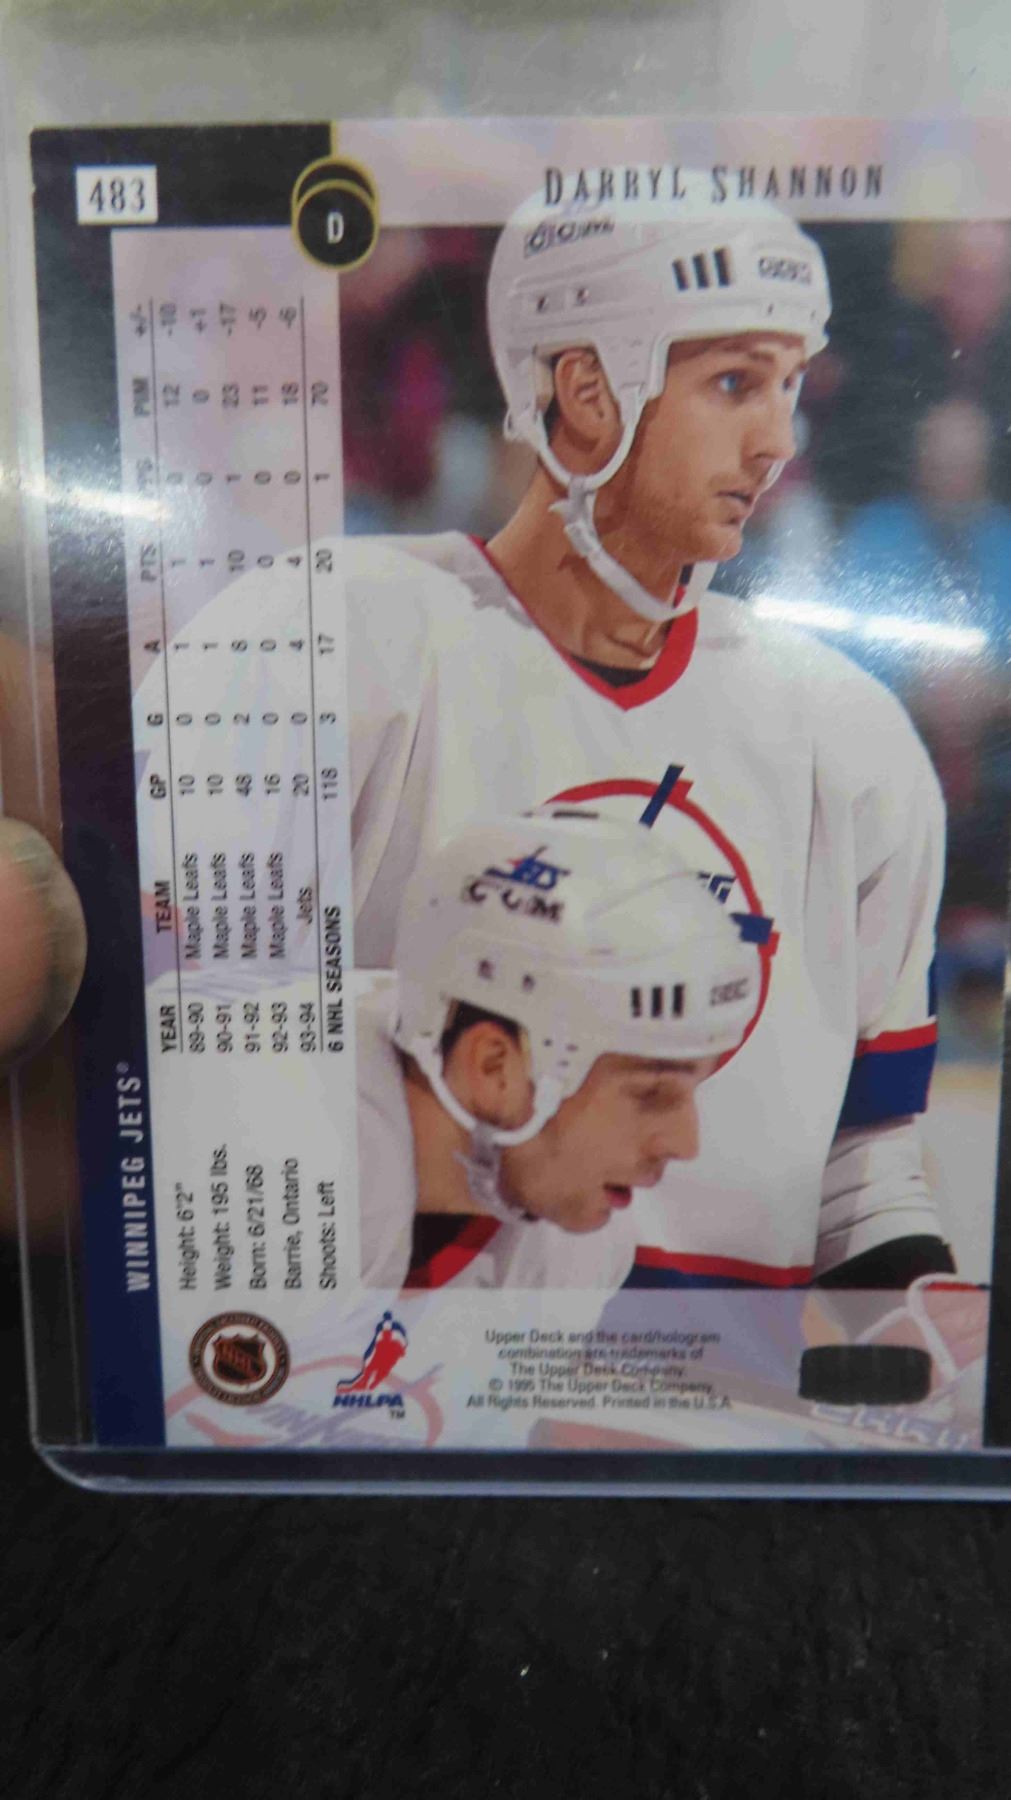 483
D
DARRYL SHANNON
WINNIPEG JETS®
Height: 6'2"
Weight: 195 lbs.
Born: 6/21/68
Barrie, Ontario
Shoots: Left
YEAR TEAM GP G A PTS PIM +/-
89-90 Maple Leafs 10 0 1 1 0 12 -10
90-91 Maple Leafs 10 0 1 1 0 0 +1
91-92 Maple Leafs 48 2 8 10 1 23 -17
92-93 Maple Leafs 16 0 0 0 0 11 -5
93-94 Jets 20 0 4 4 0 18 -6
6 NHL SEASONS 118 3 17 20 1 70
CCM
JETS
CCM
NHL
NHLPA
TM
Upper Deck and the card/hologram
combination are trademarks of
The Upper Deck Company.
© 1995 The Upper Deck Company.
All Rights Reserved. Printed in the U.S.A.